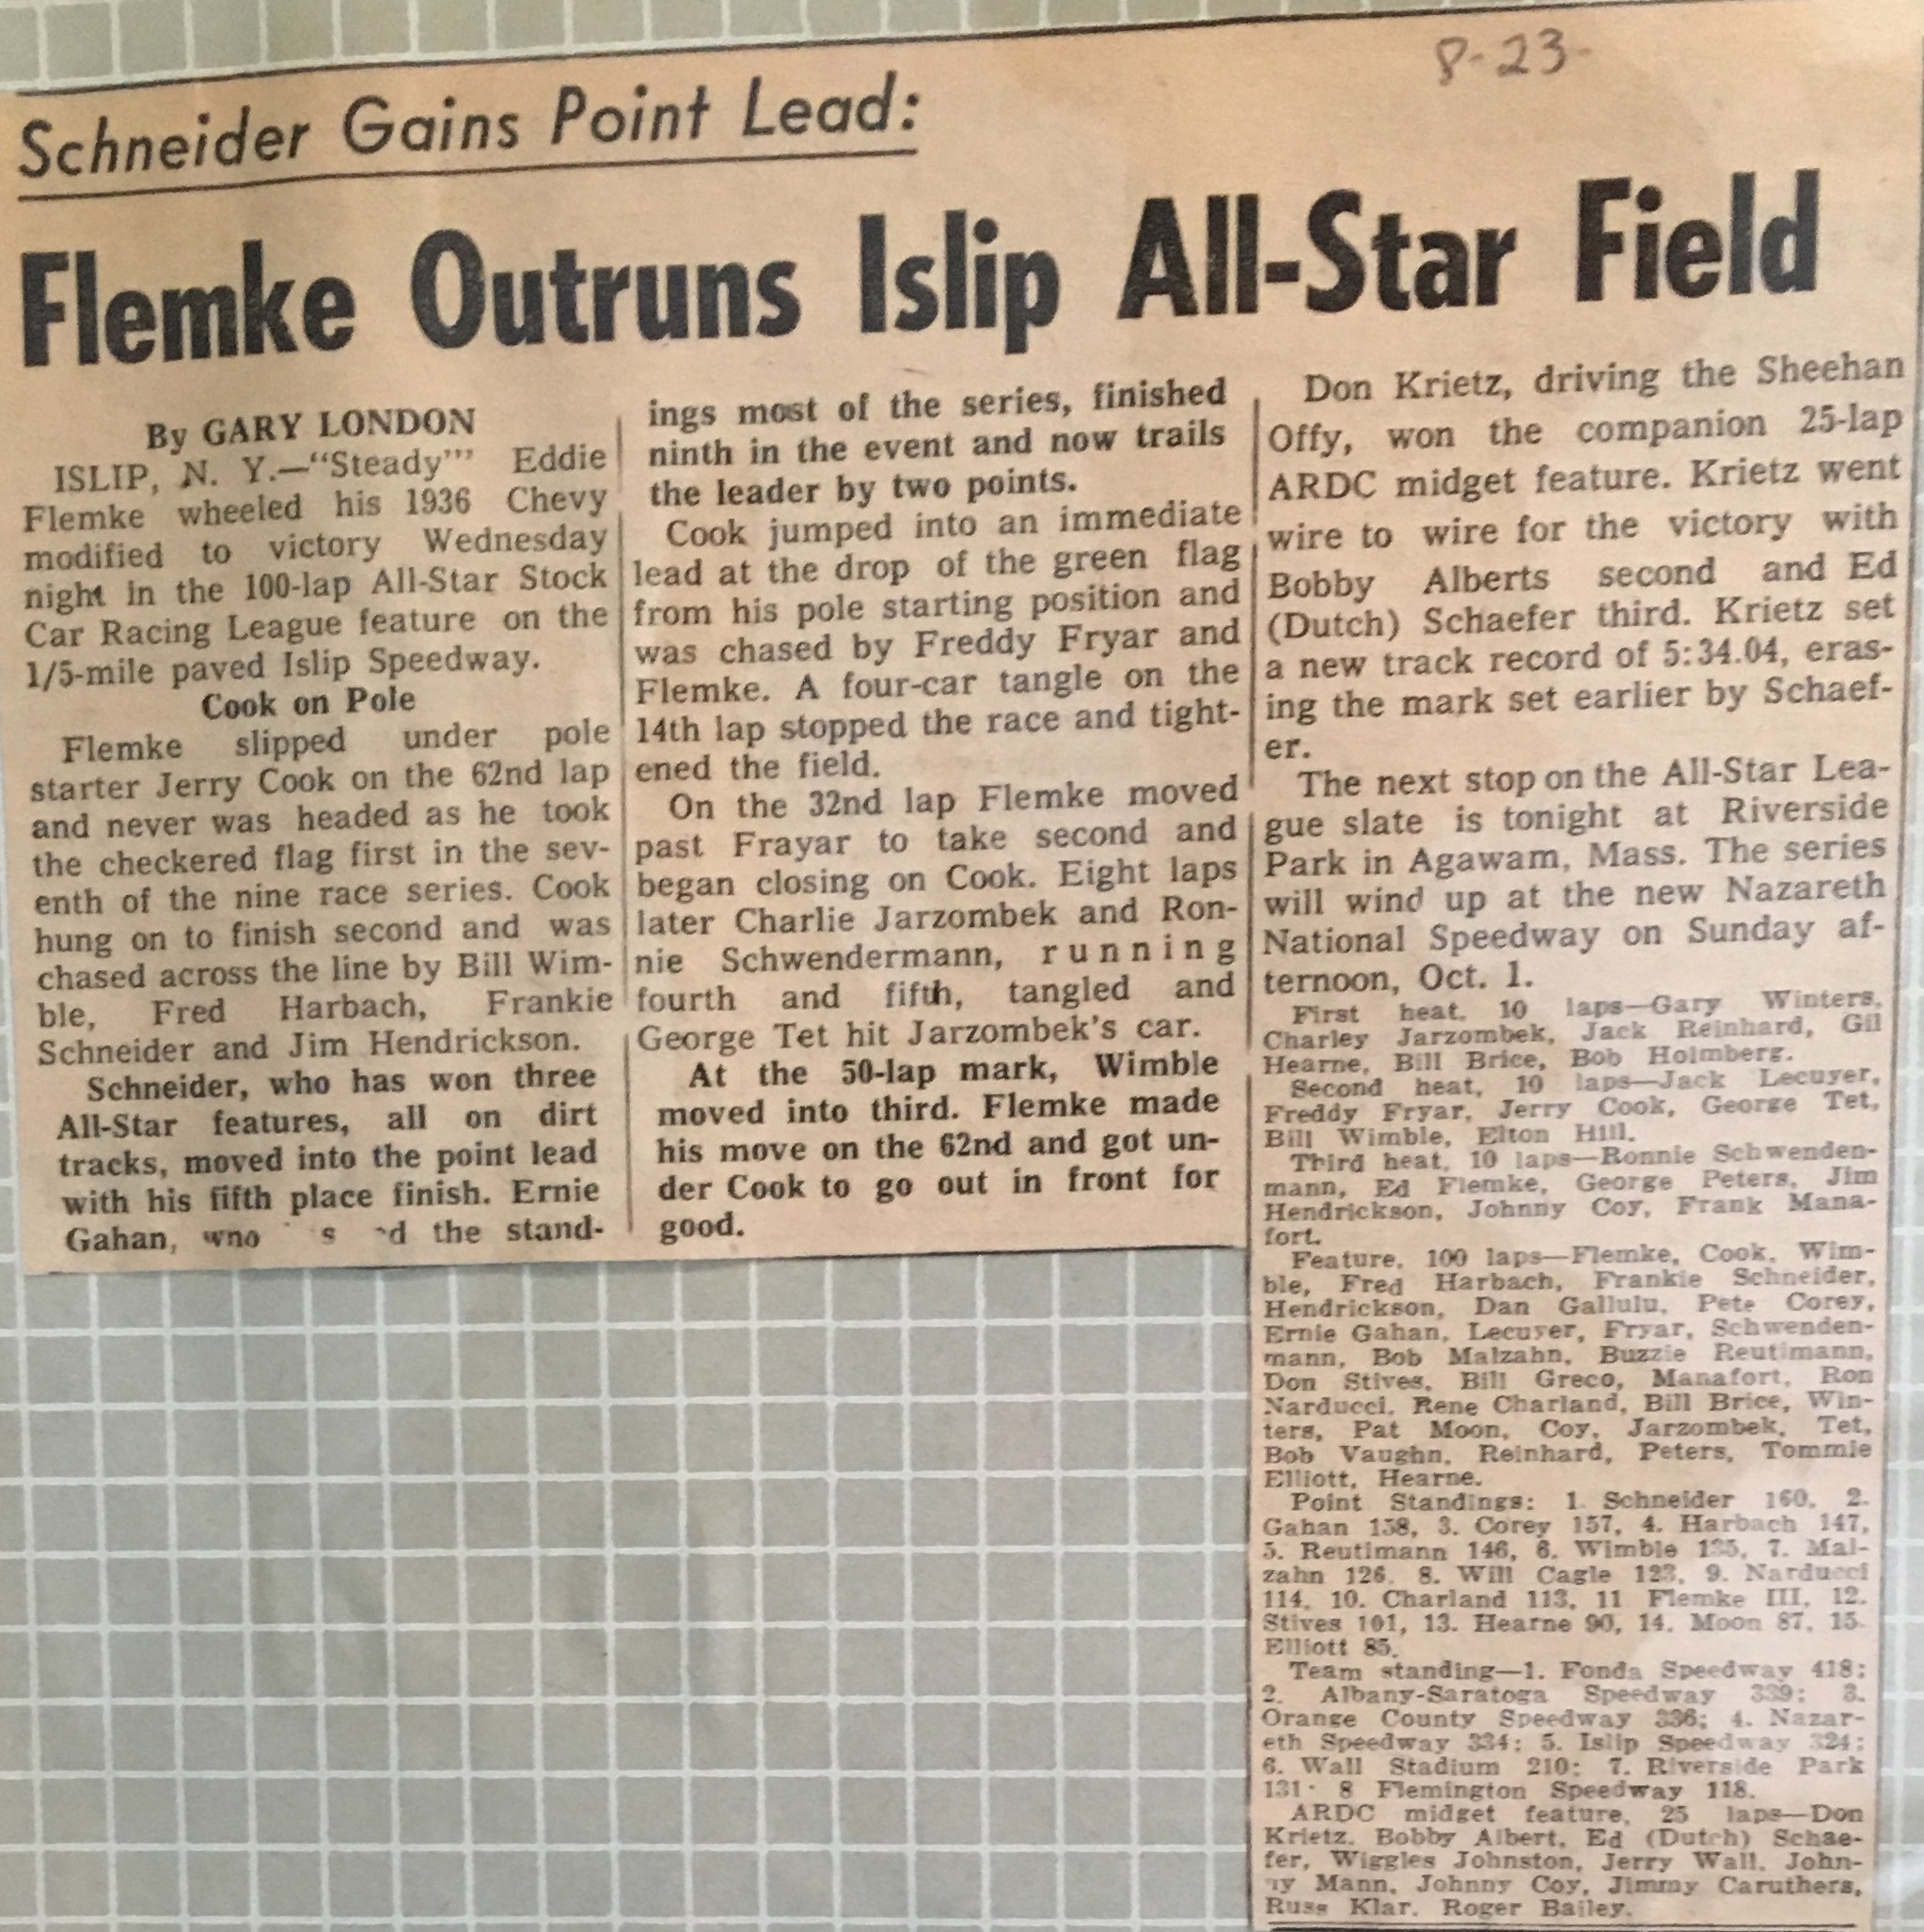 8-23-
Schneider Gains Point Lead:
Flemke Outruns Islip All-Star Field
By GARY LONDON
ISLIP, N. Y.—“Steady”’ Eddie
Flemke wheeled his 1936 Chevy
modified to victory Wednesday
night in the 100-lap All-Star Stock
Car Racing League feature on the
1/5-mile paved Islip Speedway.
Cook on Pole
Flemke slipped under pole
starter Jerry Cook on the 62nd lap
and never was headed as he took
the checkered flag first in the sev-
enth of the nine race series. Cook
hung on to finish second and was
chased across the line by Bill Wim-
ble, Fred Harbach, Frankie
Schneider and Jim Hendrickson.
Schneider, who has won three
All-Star features, all on dirt
tracks, moved into the point lead
with his fifth place finish. Ernie
Gahan, who the stand-
ings most of the series, finished
ninth in the event and now trails
the leader by two points.
Cook jumped into an immediate
lead at the drop of the green flag
from his pole starting position and
was chased by Freddy Fryar and
Flemke. A four-car tangle on the
14th lap stopped the race and tight-
ened the field.
On the 32nd lap Flemke moved
past Frayar to take second and
began closing on Cook. Eight laps
later Charlie Jarzombek and Ron-
nie Schwendermann, running
fourth and fifth, tangled and
George Tet hit Jarzombek's car.
At the 50-lap mark, Wimble
moved into third. Flemke made
his move on the 62nd and got un-
der Cook to go out in front for
good.
Don Krietz, driving the Sheehan
Offy, won the companion 25-lap
ARDC midget feature. Krietz went
wire to wire for the victory with
Bobby Alberts second and Ed
(Dutch) Schaefer third. Krietz set
a new track record of 5:34.04, eras-
ing the mark set earlier by Schaef-
er.
The next stop on the All-Star Lea-
gue slate is tonight at Riverside
Park in Agawam, Mass. The series
will wind up at the new Nazareth
National Speedway on Sunday af-
ternoon, Oct. 1.
First heat, 10 laps—Gary Winters,
Charley Jarzombek, Jack Reinhard, Gil
Hearne, Bill Brice, Bob Holmberg.
Second heat, 10 laps—Jack Lecuyer,
Freddy Fryar, Jerry Cook, George Tet,
Bill Wimble, Elton Hill.
Third heat, 10 laps—Ronnie Schwenden-
mann, Ed Flemke, George Peters, Jim
Hendrickson, Johnny Coy, Frank Mana-
fort.
Feature, 100 laps—Flemke, Cook, Wim-
ble, Fred Harbach, Frankie Schneider,
Hendrickson, Dan Gallulu, Pete Corey,
Ernie Gahan, Lecuyer, Fryar, Schwenden-
mann, Bob Malzahn, Buzzie Reutimann,
Don Stives, Bill Greco, Manafort, Ron
Narducci, Rene Charland, Bill Brice, Win-
ters, Pat Moon, Coy, Jarzombek, Tet,
Bob Vaughn, Reinhard, Peters, Tommie
Elliott, Hearne.
Point Standings: 1. Schneider 160, 2.
Gahan 158, 3. Corey 157, 4. Harbach 147,
5. Reutimann 146, 6. Wimble 135, 7. Mal-
zahn 126, 8. Will Cagle 123, 9. Narducci
114, 10. Charland 113, 11 Flemke III, 12.
Stives 101, 13. Hearne 90, 14. Moon 87, 15.
Elliott 85.
Team standing—1. Fonda Speedway 418;
2. Albany-Saratoga Speedway 339; 3.
Orange County Speedway 336; 4. Nazar-
eth Speedway 334; 5. Islip Speedway 324;
6. Wall Stadium 210; 7. Riverside Park
131; 8 Flemington Speedway 118.
ARDC midget feature, 25 laps—Don
Krietz, Bobby Albert, Ed (Dutch) Schae-
fer, Wiggles Johnston, Jerry Wall, John-
ny Mann, Johnny Coy, Jimmy Caruthers,
Russ Klar, Roger Bailey.